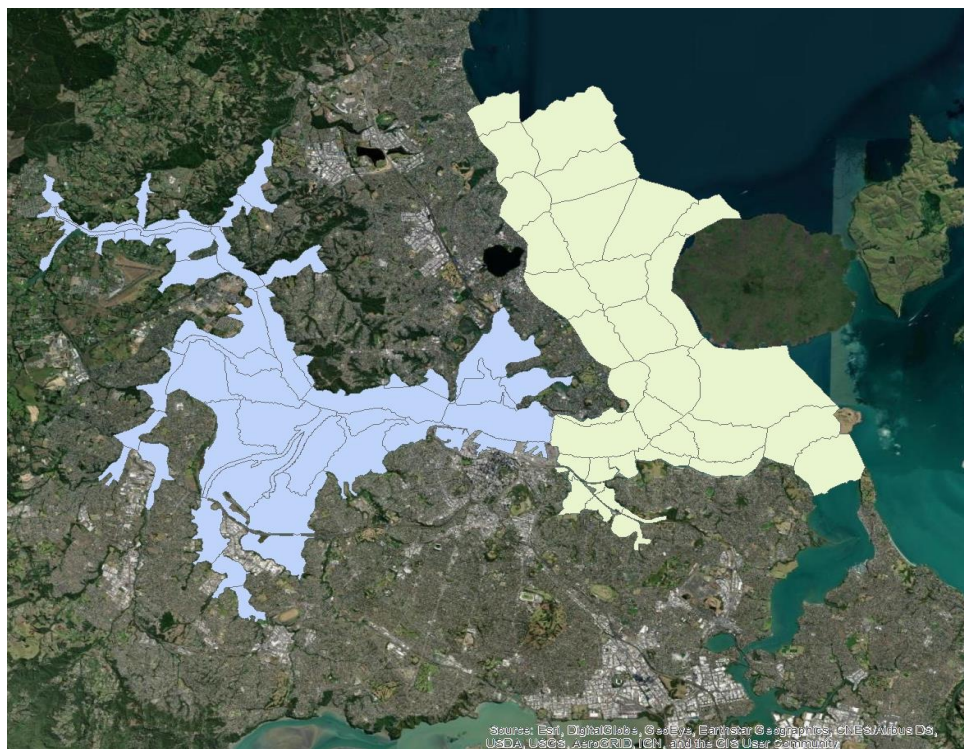 Source: Esri, DigitalGlobe, GeoEye, Earthstar Geographics, CNES/Airbus DS,
USDA, USGS, AeroGRID, IGN, and the GIS User Community